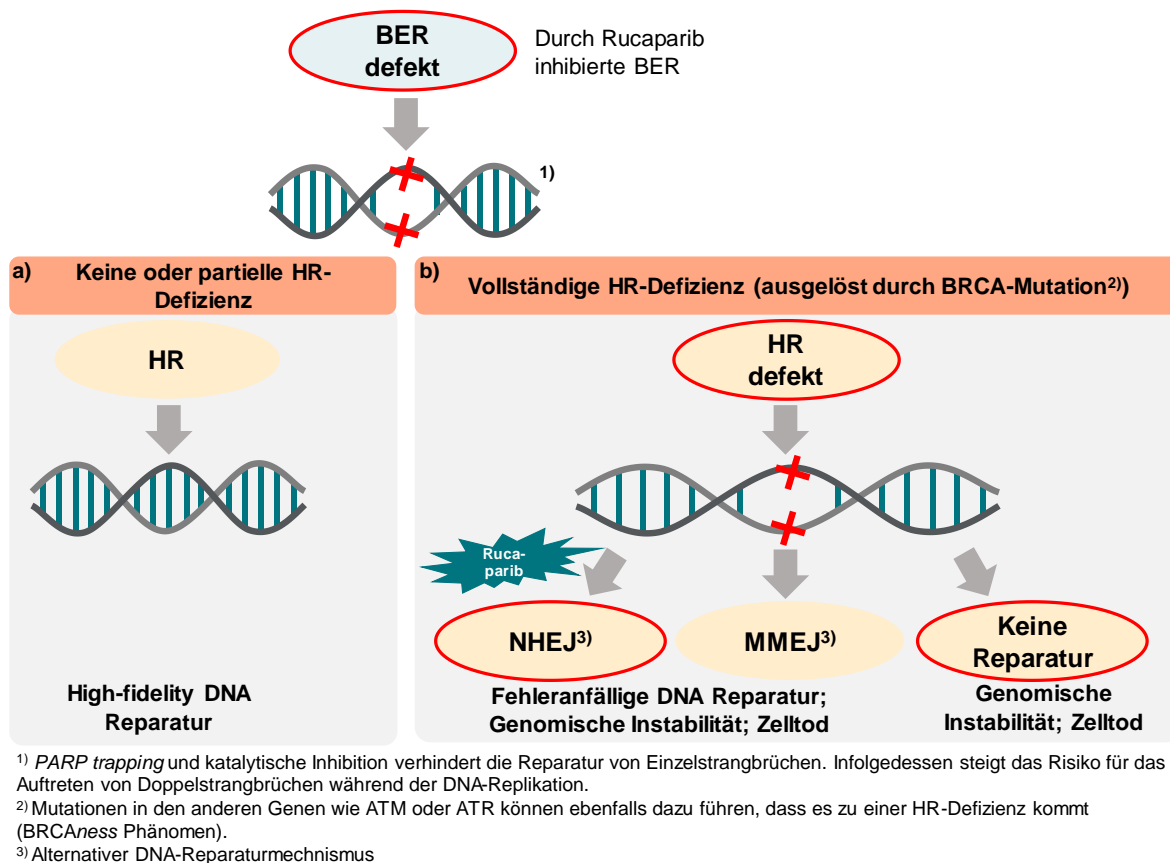 BER
defekt
Durch Rucaparib
inhibierte BER
1)
a)
Keine oder partielle HR-
Defizienz
HR
High-fidelity DNA
Reparatur
b)
Vollständige HR-Defizienz (ausgelöst durch BRCA-Mutation2))
HR
defekt
Ruca-
parib
NHEJ3)
MMEJ3)
Keine
Reparatur
Fehleranfällige DNA Reparatur;
Genomische Instabilität; Zelltod
Genomische
Instabilität; Zelltod
1) PARP trapping und katalytische Inhibition verhindert die Reparatur von Einzelstrangbrüchen. Infolgedessen steigt das Risiko für das
Auftreten von Doppelstrangbrüchen während der DNA-Replikation.
2) Mutationen in den anderen Genen wie ATM oder ATR können ebenfalls dazu führen, dass es zu einer HR-Defizienz kommt
(BRCAness Phänomen).
3) Alternativer DNA-Reparaturmechnismus